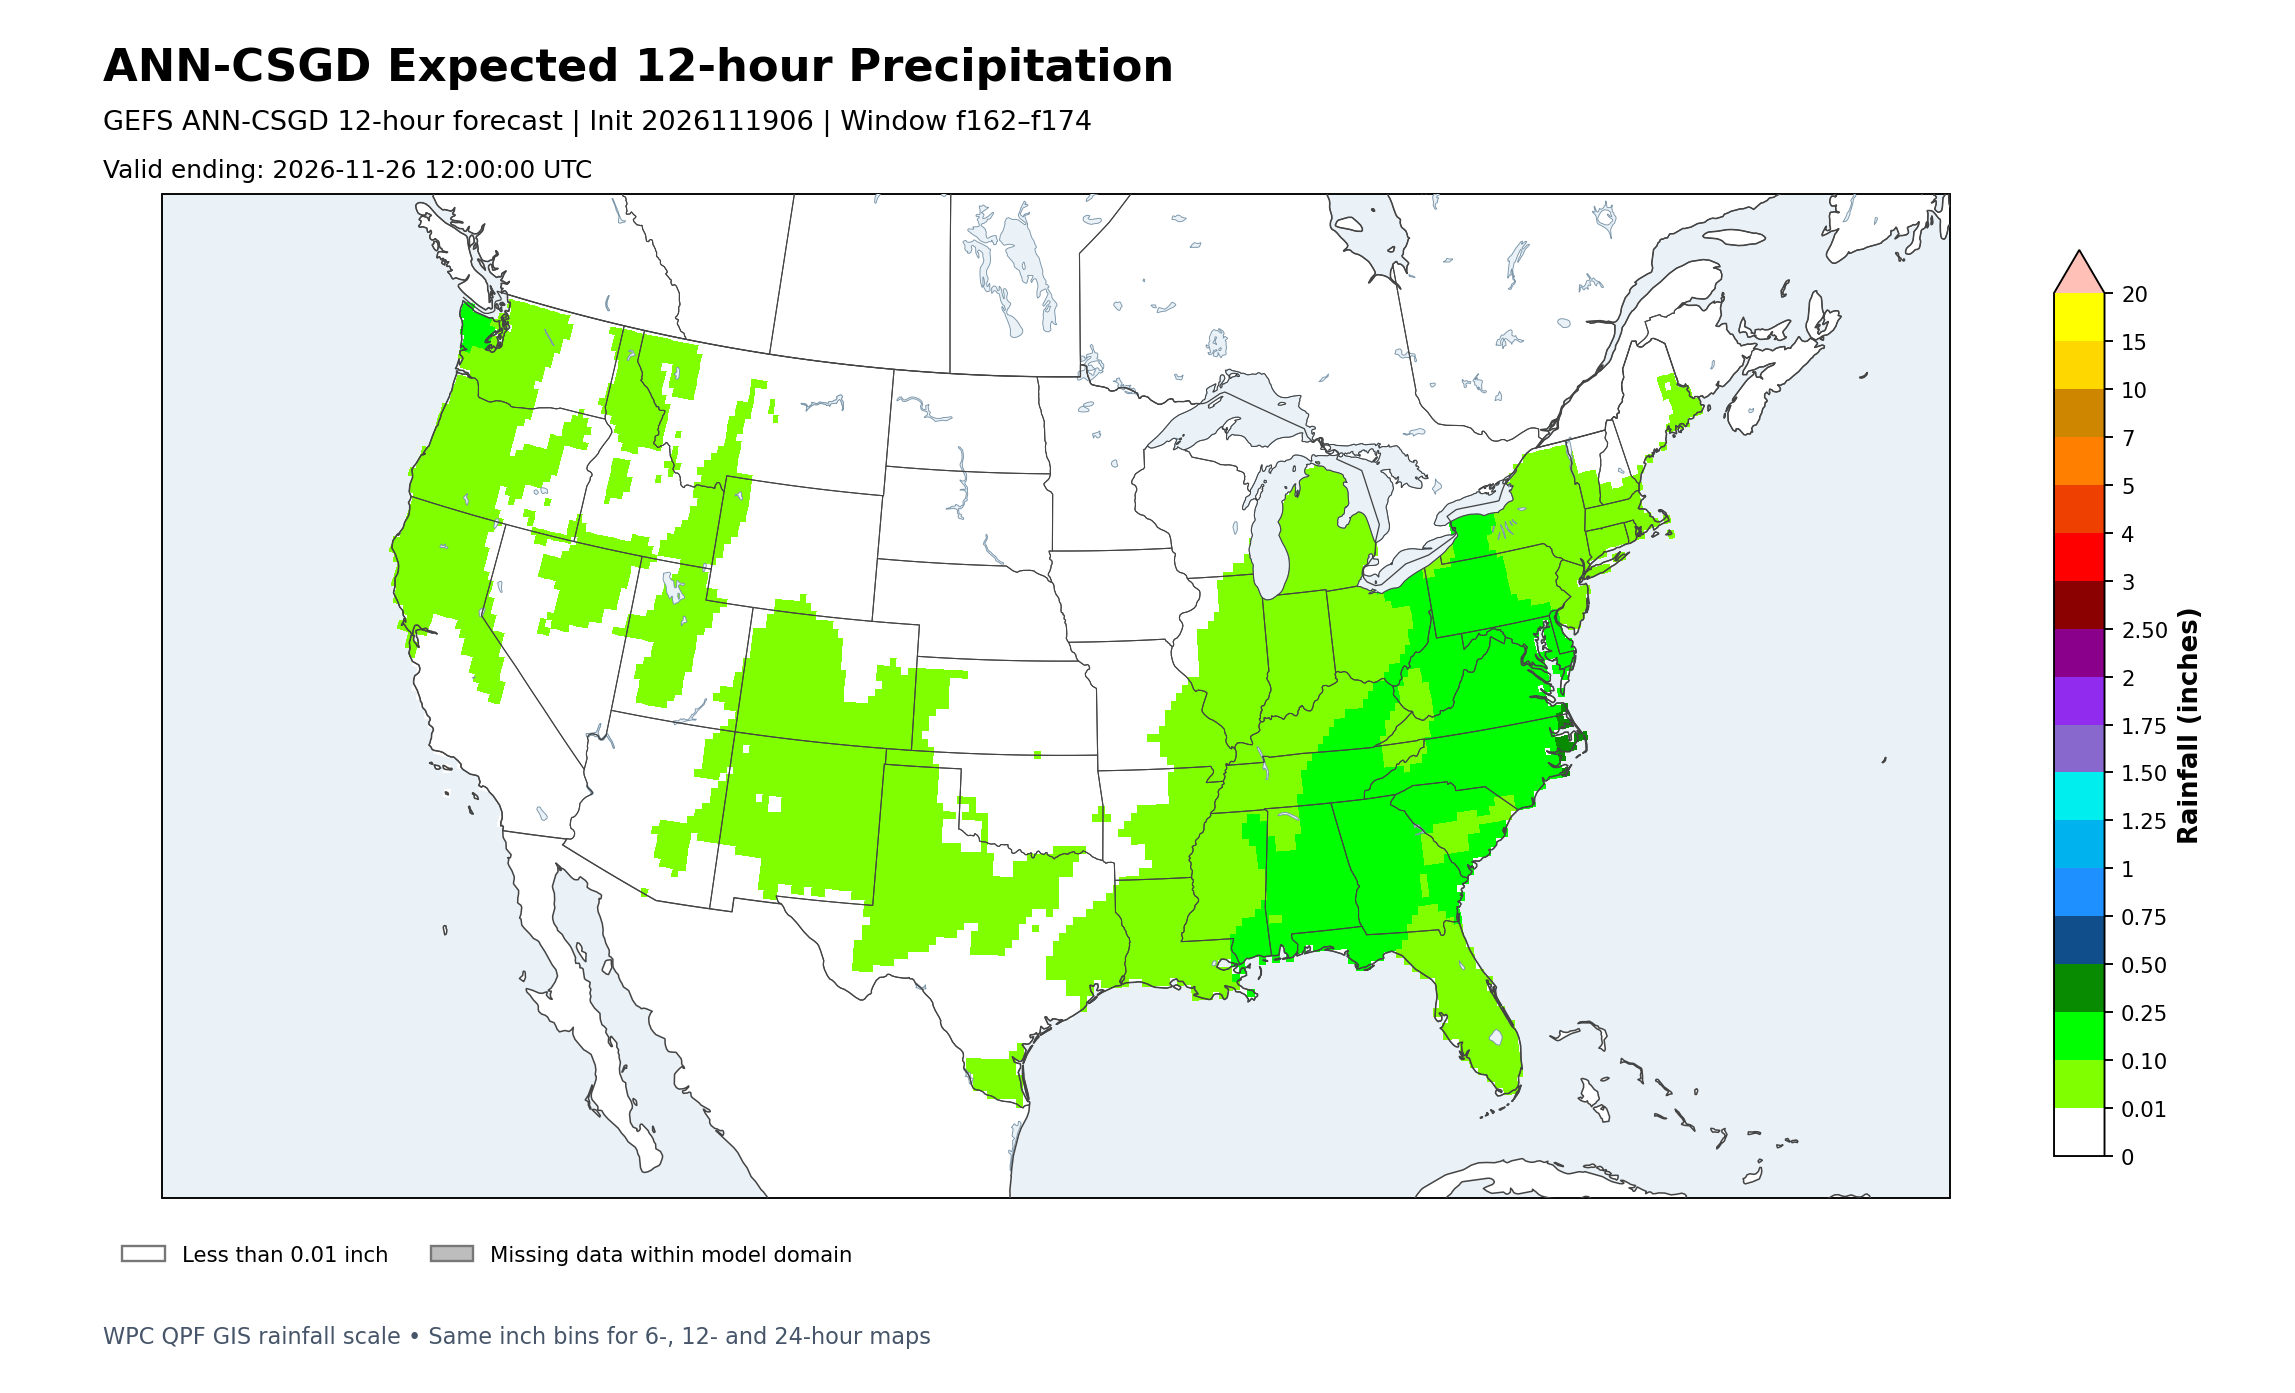 ANN-CSGD Expected 12-hour Precipitation
GEFS ANN-CSGD 12-hour forecast | Init 2026111906 | Window f162–f174
Valid ending: 2026-11-26 12:00:00 UTC
20
15
10
7
5
4
3
2.50
2
1.75
1.50
1.25
1
0.75
0.50
0.25
0.10
0.01
0
Rainfall (inches)
Less than 0.01 inch
Missing data within model domain
WPC QPF GIS rainfall scale • Same inch bins for 6-, 12- and 24-hour maps